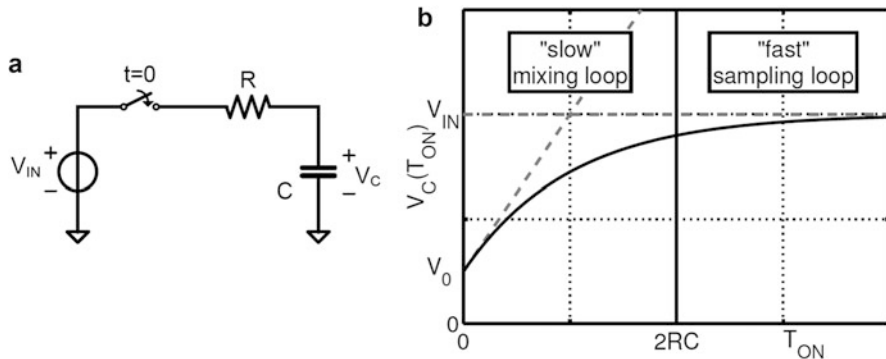 a
t=0
R
V_IN
+
−
C
+
V_C
−
b
"slow"
mixing loop
"fast"
sampling loop
V_IN
V_C(T_ON)
V_0
0
0
2RC
T_ON